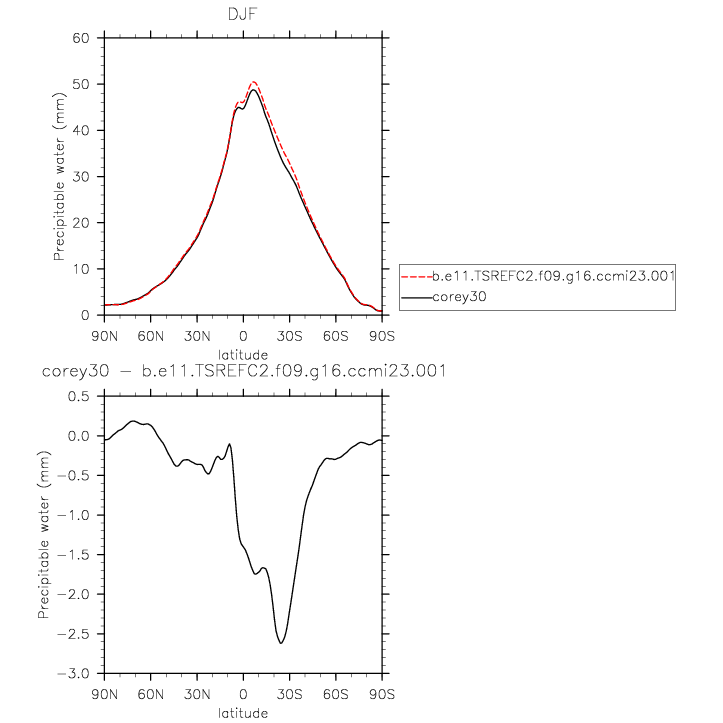 DJF
60
50
40
30
20
10
0
Precipitable water (mm)
90N 60N 30N 0 30S 60S 90S
latitude
b.e11.TSREFC2.f09.g16.ccmi23.001
corey30
corey30 − b.e11.TSREFC2.f09.g16.ccmi23.001
0.5
0.0
−0.5
−1.0
−1.5
−2.0
−2.5
−3.0
Precipitable water (mm)
90N 60N 30N 0 30S 60S 90S
latitude